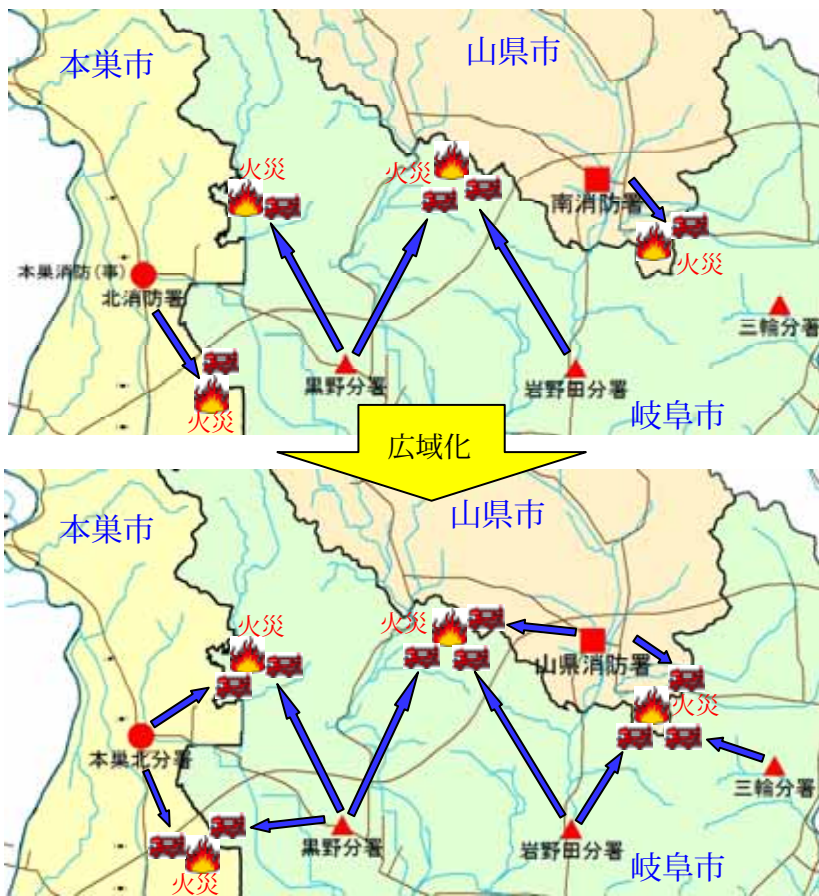 本巣市
山県市
火災
火災
南消防署
火災
本巣消防(事)
北消防署
三輪分署
黒野分署
岩野田分署
火災
岐阜市
広域化
本巣市
山県市
火災
火災
山県消防署
火災
本巣北分署
三輪分署
黒野分署
岩野田分署
火災
岐阜市